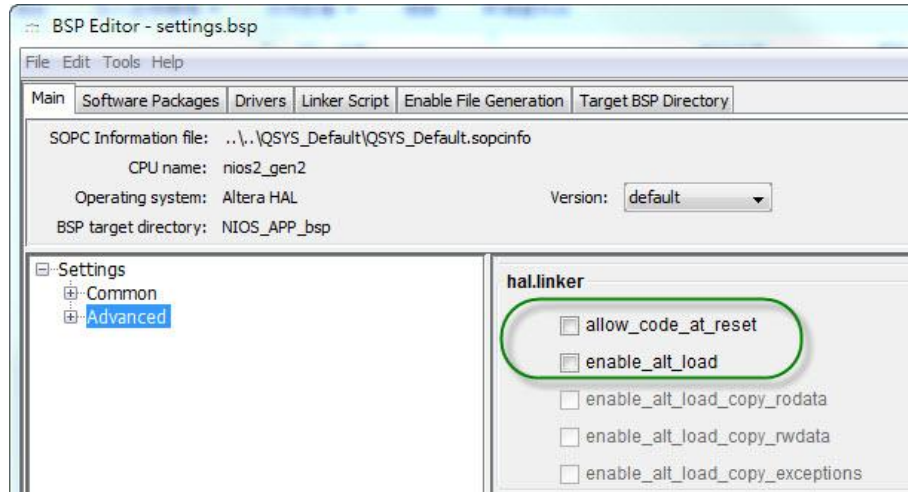 BSP Editor - settings.bsp
File Edit Tools Help
Main Software Packages Drivers Linker Script Enable File Generation Target BSP Directory
SOPC Information file: ..\..\QSYS_Default\QSYS_Default.sopcinfo
CPU name: nios2_gen2
Operating system: Altera HAL Version: default
BSP target directory: NIOS_APP_bsp
Settings
Common
Advanced
hal.linker
allow_code_at_reset
enable_alt_load
enable_alt_load_copy_rodata
enable_alt_load_copy_rwdata
enable_alt_load_copy_exceptions